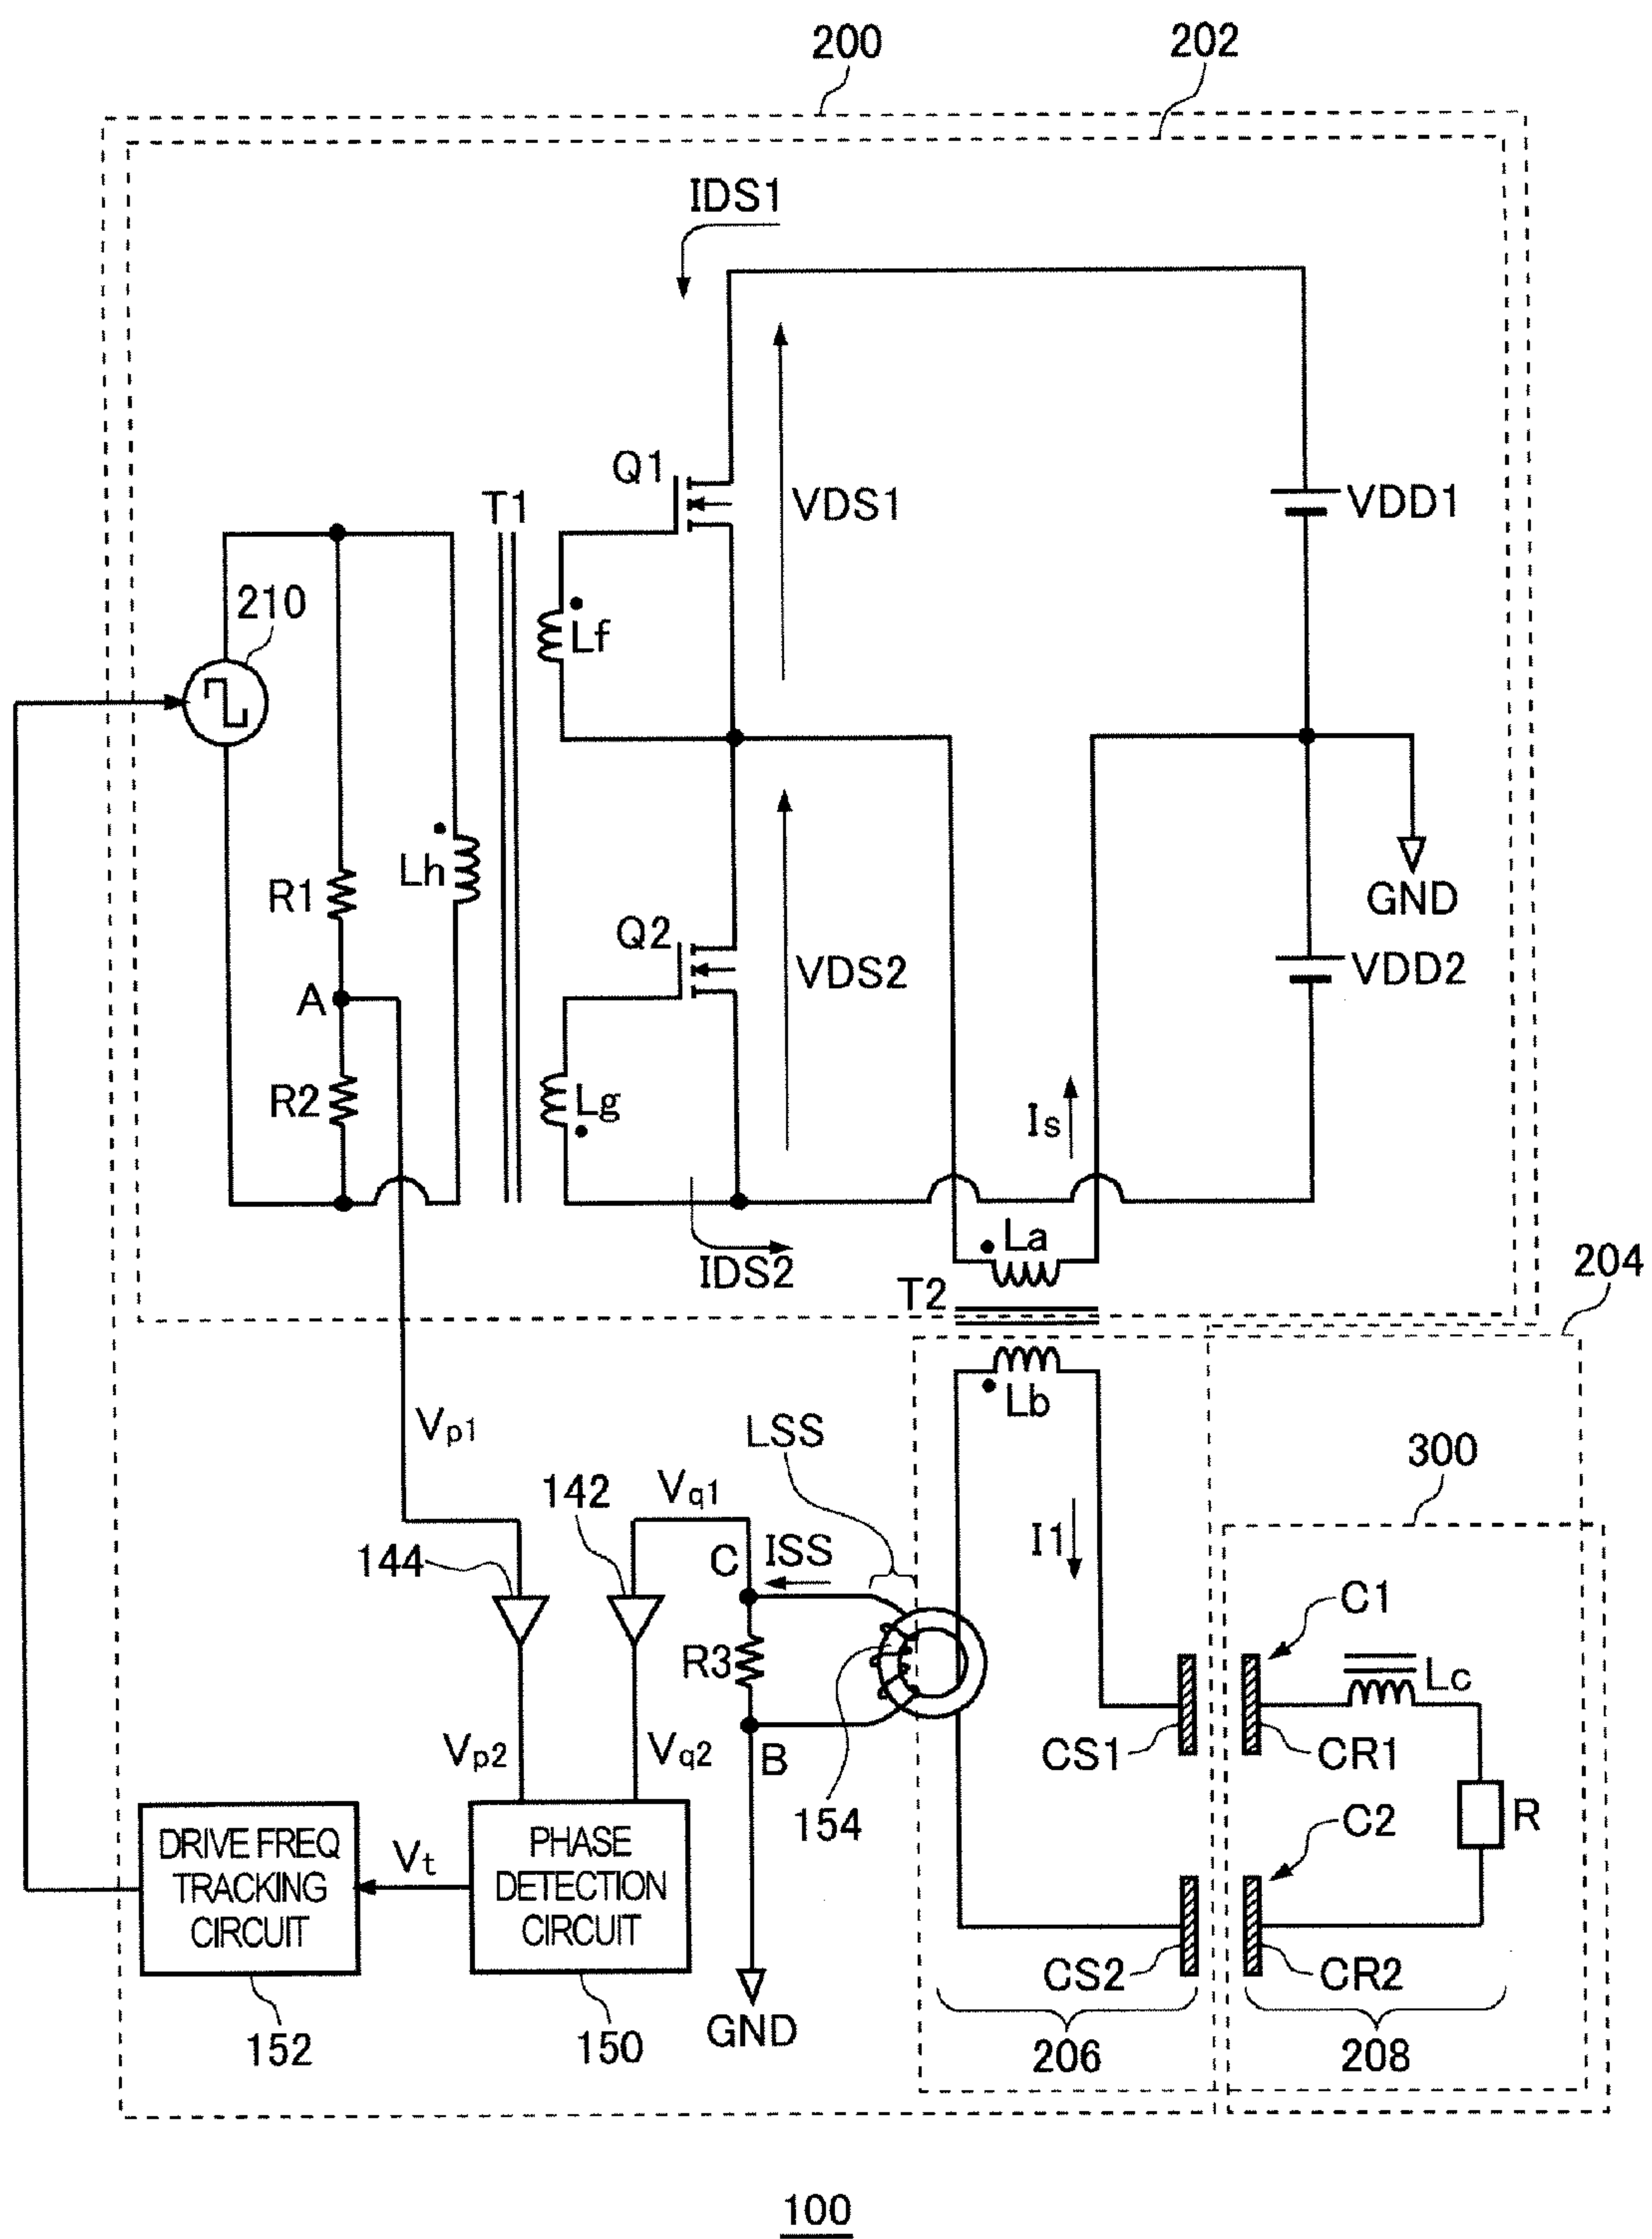 200
202
IDS1
Q1
T1
VDS1
VDD1
210
Lf
Lh
R1
GND
Q2
VDS2
VDD2
A
R2
Lg
Is
La
IDS2
T2
204
Lb
Vp1
LSS
300
142
Vq1
I1
144
C
ISS
C1
R3
Lc
CS1
CR1
Vp2
Vq2
B
154
C2
R
DRIVE FREQ
TRACKING
CIRCUIT
Vt
PHASE
DETECTION
CIRCUIT
CS2
CR2
152
150
GND
206
208
100